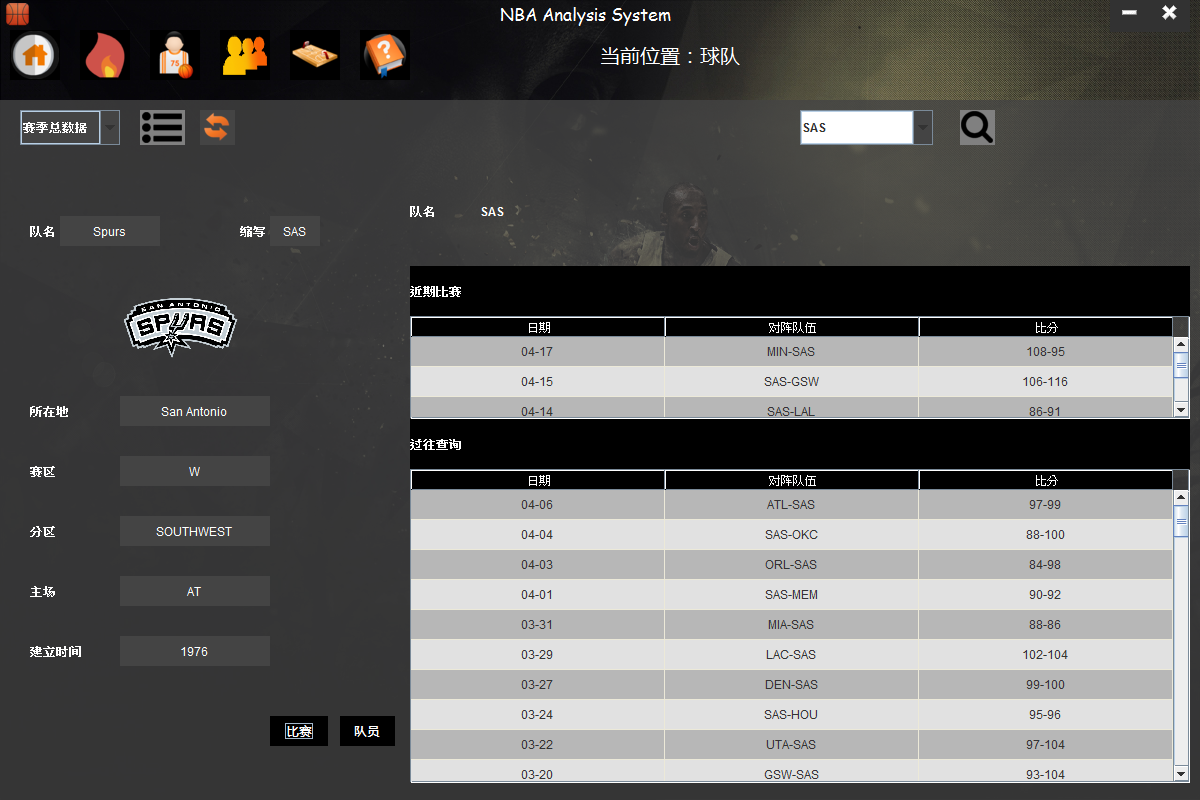 NBA Analysis System
当前位置：球队
75
?
赛季总数据
SAS
队名 Spurs 缩写 SAS
SAN ANTONIO
SPURS
所在地 San Antonio
赛区 W
分区 SOUTHWEST
主场 AT
建立时间 1976
比赛 队员
队名 SAS
近期比赛
日期 对阵队伍 比分
04-17 MIN-SAS 108-95
04-15 SAS-GSW 106-116
04-14 SAS-LAL 86-91
过往查询
日期 对阵队伍 比分
04-06 ATL-SAS 97-99
04-04 SAS-OKC 88-100
04-03 ORL-SAS 84-98
04-01 SAS-MEM 90-92
03-31 MIA-SAS 88-86
03-29 LAC-SAS 102-104
03-27 DEN-SAS 99-100
03-24 SAS-HOU 95-96
03-22 UTA-SAS 97-104
03-20 GSW-SAS 93-104